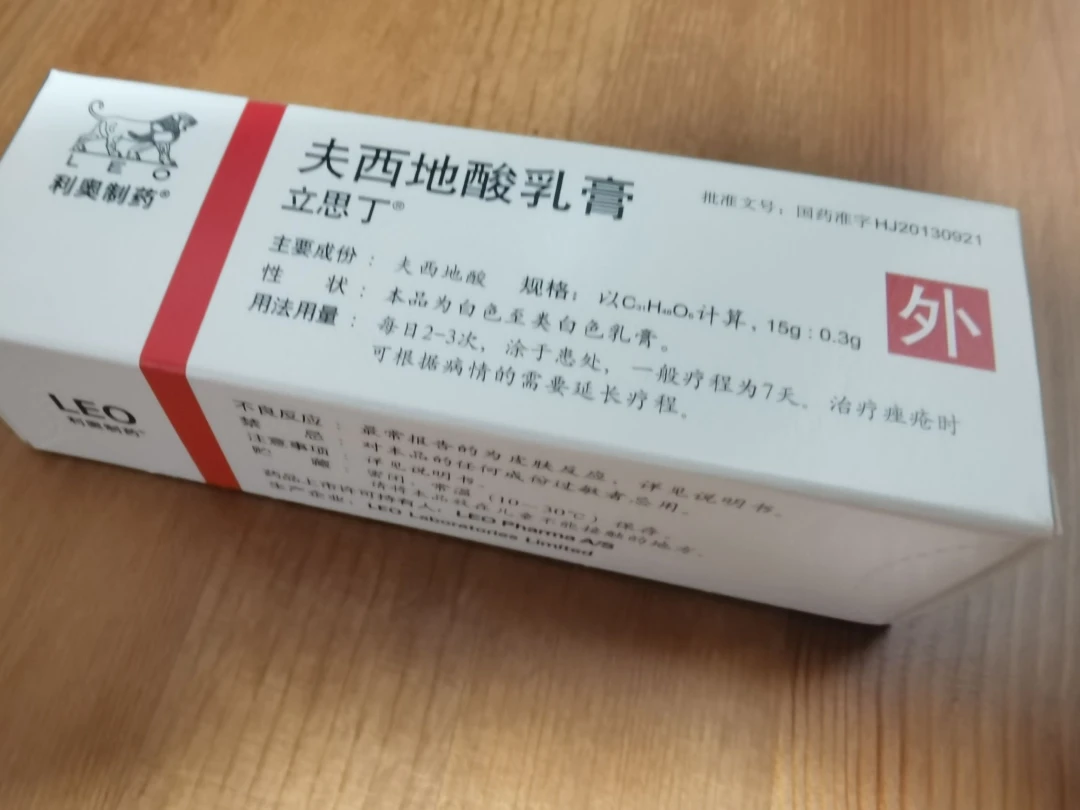 LEO
利奥制药®
夫西地酸乳膏
立思丁®
批准文号：国药准字HJ20130921
外
主要成份：夫西地酸 规格：以C₃₁H₄₈O₆计算，15g：0.3g
性状：本品为白色至类白色乳膏。
用法用量：每日2-3次，涂于患处，一般疗程为7天。治疗痤疮时
可根据病情的需要延长疗程。
LEO
利奥制药
不良反应：最常报告的为皮肤反应，详见说明书。
禁忌：对本品的任何成份过敏者忌用。
注意事项：详见说明书。
贮藏：密闭，常温（10~30℃）保存。
请将本品放在儿童不能接触的地方。
药品上市许可持有人：LEO Pharma A/S
生产企业：LEO Laboratories Limited